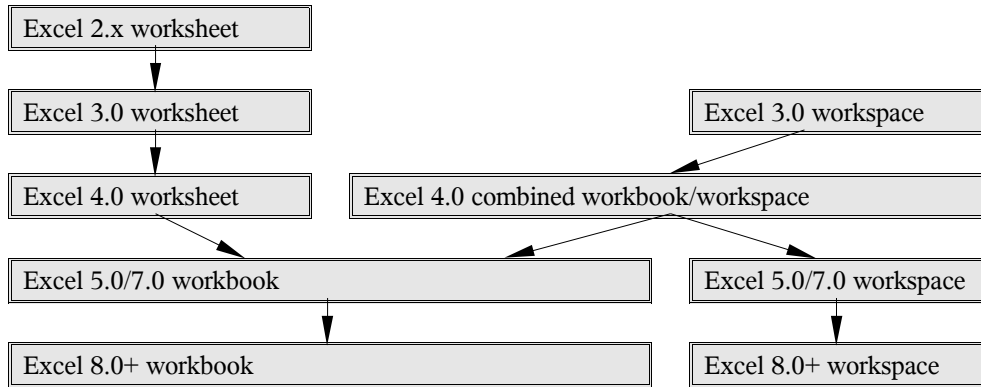 Excel 2.x worksheet
Excel 3.0 worksheet
Excel 3.0 workspace
Excel 4.0 worksheet
Excel 4.0 combined workbook/workspace
Excel 5.0/7.0 workbook
Excel 5.0/7.0 workspace
Excel 8.0+ workbook
Excel 8.0+ workspace